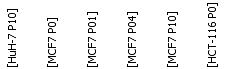 [HuH-7 P10]
[MCF7 P0]
[MCF7 P01]
[MCF7 P04]
[MCF7 P10]
[HCT-116 P0]